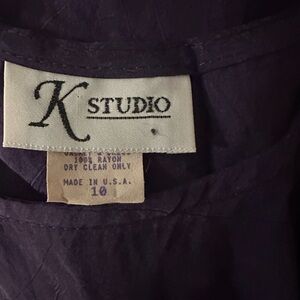 K STUDIO
100% RAYON
DRY CLEAN ONLY
MADE IN U.S.A.
10